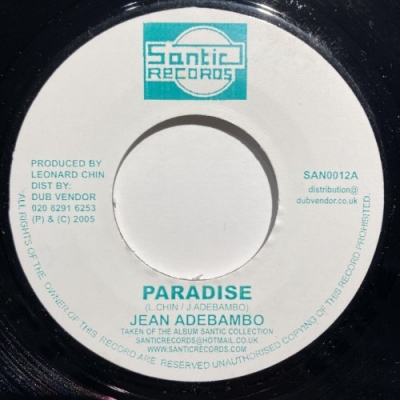 Santic
RECORDS
PRODUCED BY
LEONARD CHIN
DIST BY:
DUB VENDOR
020 8291 6253
(P) & (C) 2005
SAN0012A
distribution@
dubvendor.co.uk
PARADISE
(L.CHIN / J.ADEBAMBO)
JEAN ADEBAMBO
TAKEN OF THE ALBUM SANTIC COLLECTION
SANTICRECORDS@HOTMAIL.CO.UK
WWW.SANTICRECORDS.COM
ALL RIGHTS OF THE OWNER OF THIS RECORD ARE RESERVED UNAUTHORISED COPYING OF THIS RECORD PROHIBITED.